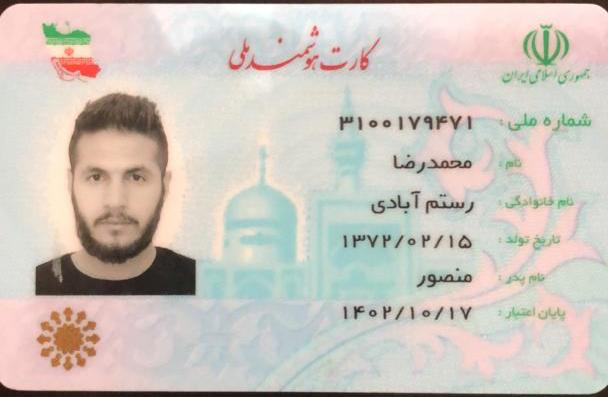 کارت هوشمند ملی
جمهوری اسلامی ایران
شماره ملی: ۳۱۰۰۱۷۹۴۷۱
نام: محمدرضا
نام خانوادگی: رستم آبادی
تاریخ تولد: ۱۳۷۲/۰۲/۱۵
نام پدر: منصور
پایان اعتبار: ۱۴۰۲/۱۰/۱۷